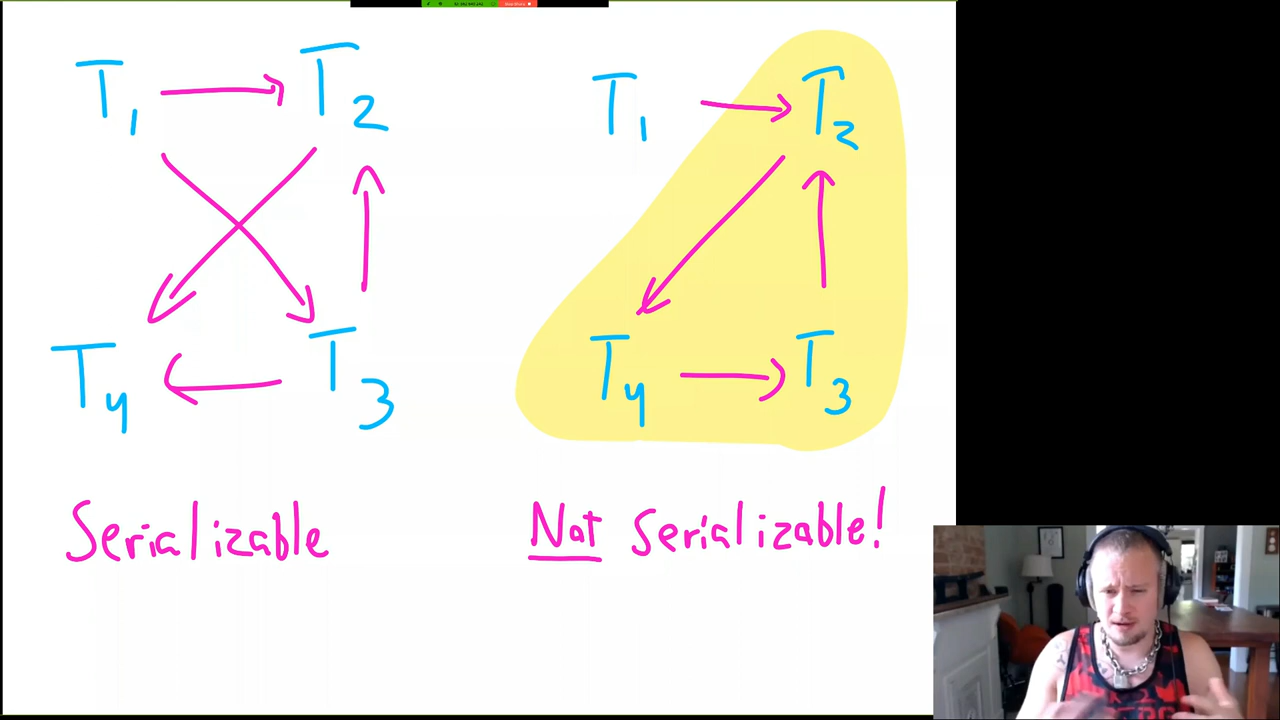 T1 → T2
T4 ← T3
Serializable
T1 → T2
T4 → T3
Not serializable!